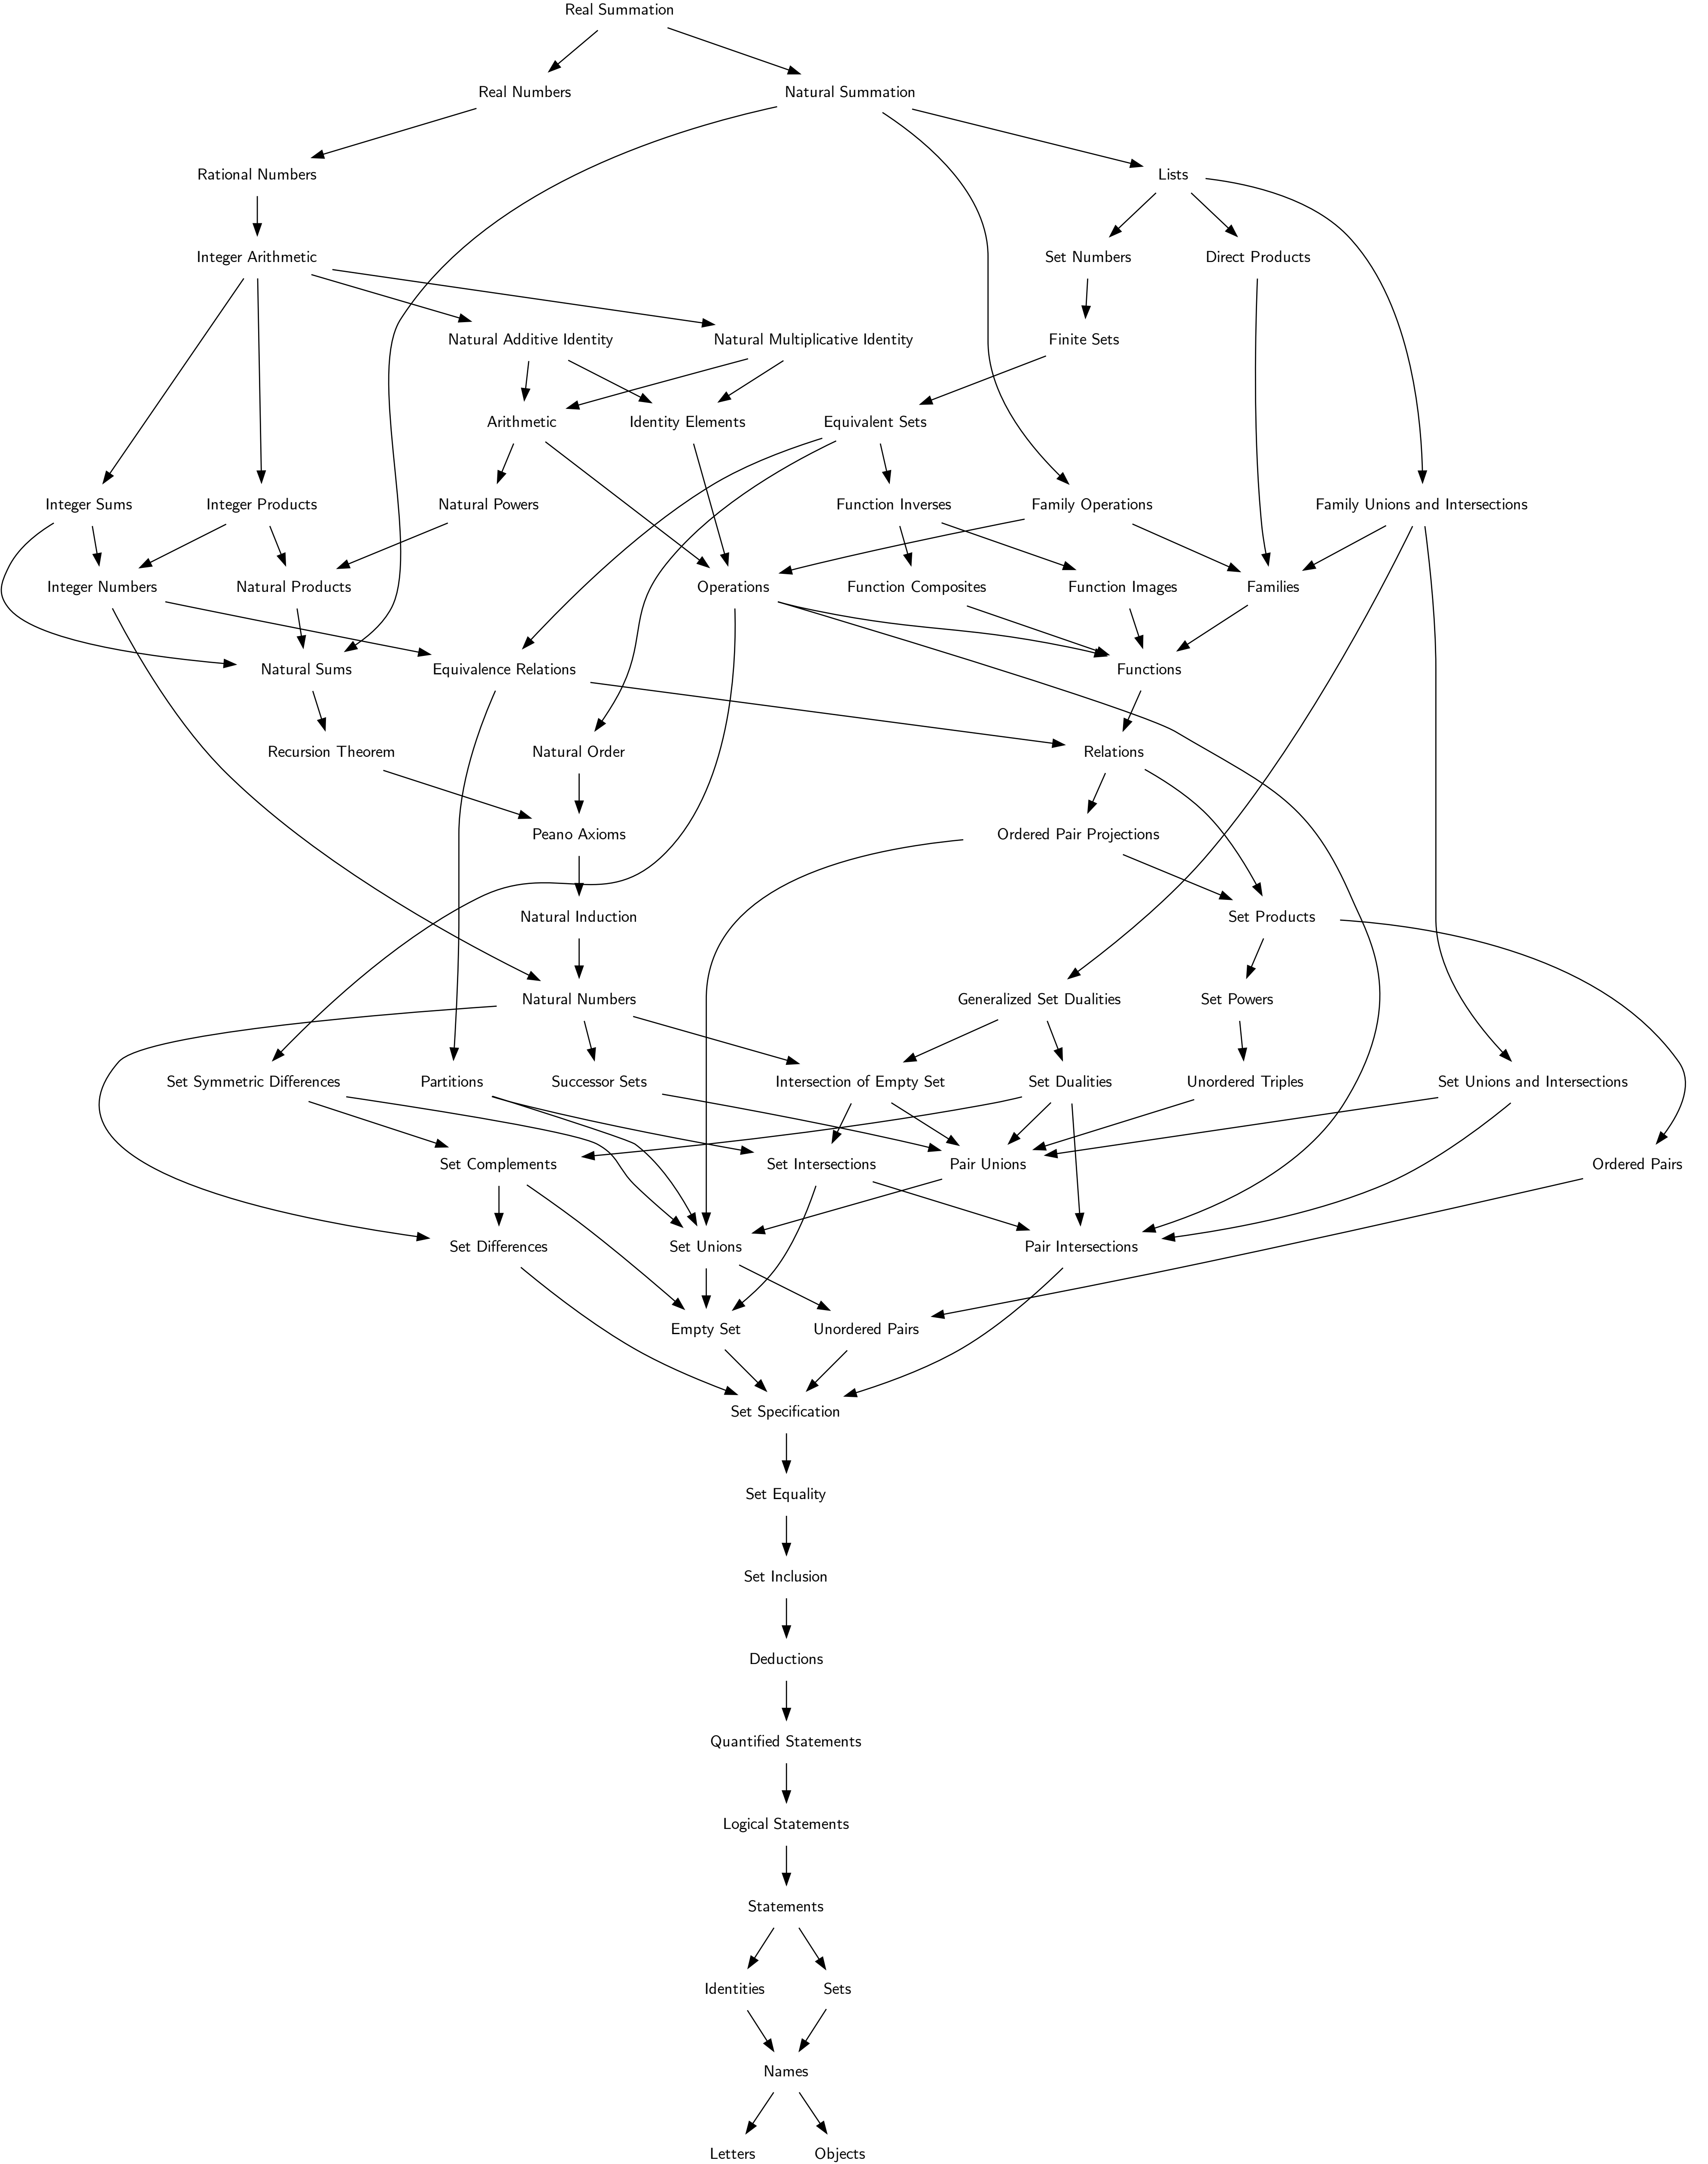 Real Summation
Real Numbers
Natural Summation
Rational Numbers
Lists
Integer Arithmetic
Set Numbers
Direct Products
Natural Additive Identity
Natural Multiplicative Identity
Finite Sets
Arithmetic
Identity Elements
Equivalent Sets
Integer Sums
Integer Products
Natural Powers
Function Inverses
Family Operations
Family Unions and Intersections
Integer Numbers
Natural Products
Operations
Function Composites
Function Images
Families
Natural Sums
Equivalence Relations
Functions
Recursion Theorem
Natural Order
Relations
Peano Axioms
Ordered Pair Projections
Natural Induction
Set Products
Natural Numbers
Generalized Set Dualities
Set Powers
Set Symmetric Differences
Partitions
Successor Sets
Intersection of Empty Set
Set Dualities
Unordered Triples
Set Unions and Intersections
Set Complements
Set Intersections
Pair Unions
Ordered Pairs
Set Differences
Set Unions
Pair Intersections
Empty Set
Unordered Pairs
Set Specification
Set Equality
Set Inclusion
Deductions
Quantified Statements
Logical Statements
Statements
Identities
Sets
Names
Letters
Objects